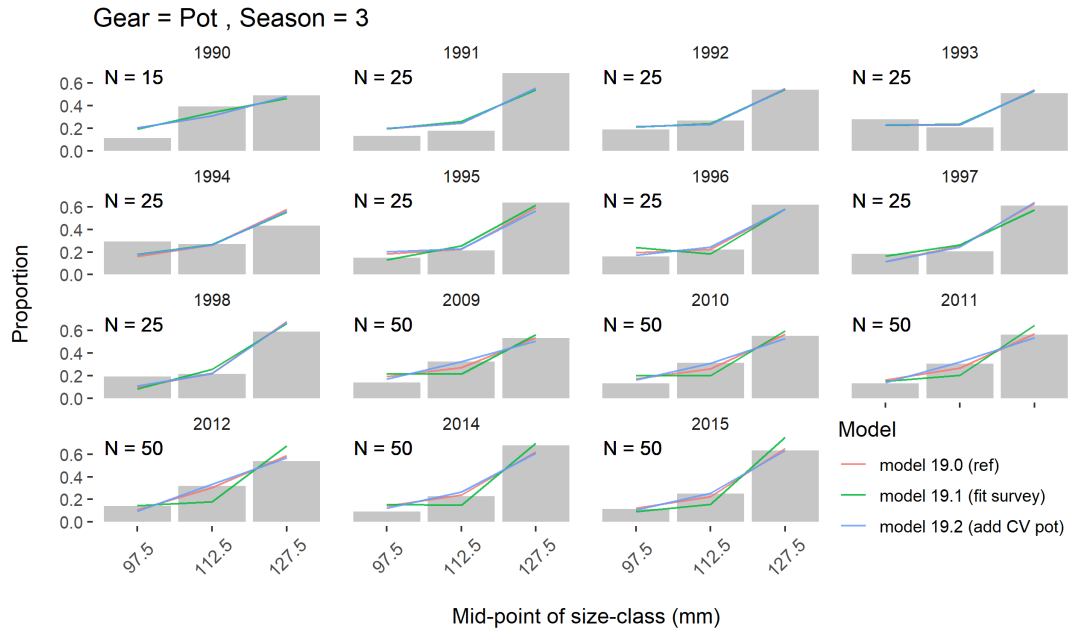 Gear = Pot , Season = 3
1990 1991 1992 1993
N = 15 N = 25 N = 25 N = 25
0.6
0.4
0.2
0.0
1994 1995 1996 1997
N = 25 N = 25 N = 25 N = 25
0.6
0.4
0.2
0.0
Proportion
1998 2009 2010 2011
N = 25 N = 50 N = 50 N = 50
0.6
0.4
0.2
0.0
2012 2014 2015
N = 50 N = 50 N = 50
0.6
0.4
0.2
0.0
97.5 112.5 127.5 97.5 112.5 127.5 97.5 112.5 127.5
Mid-point of size-class (mm)
Model
model 19.0 (ref)
model 19.1 (fit survey)
model 19.2 (add CV pot)